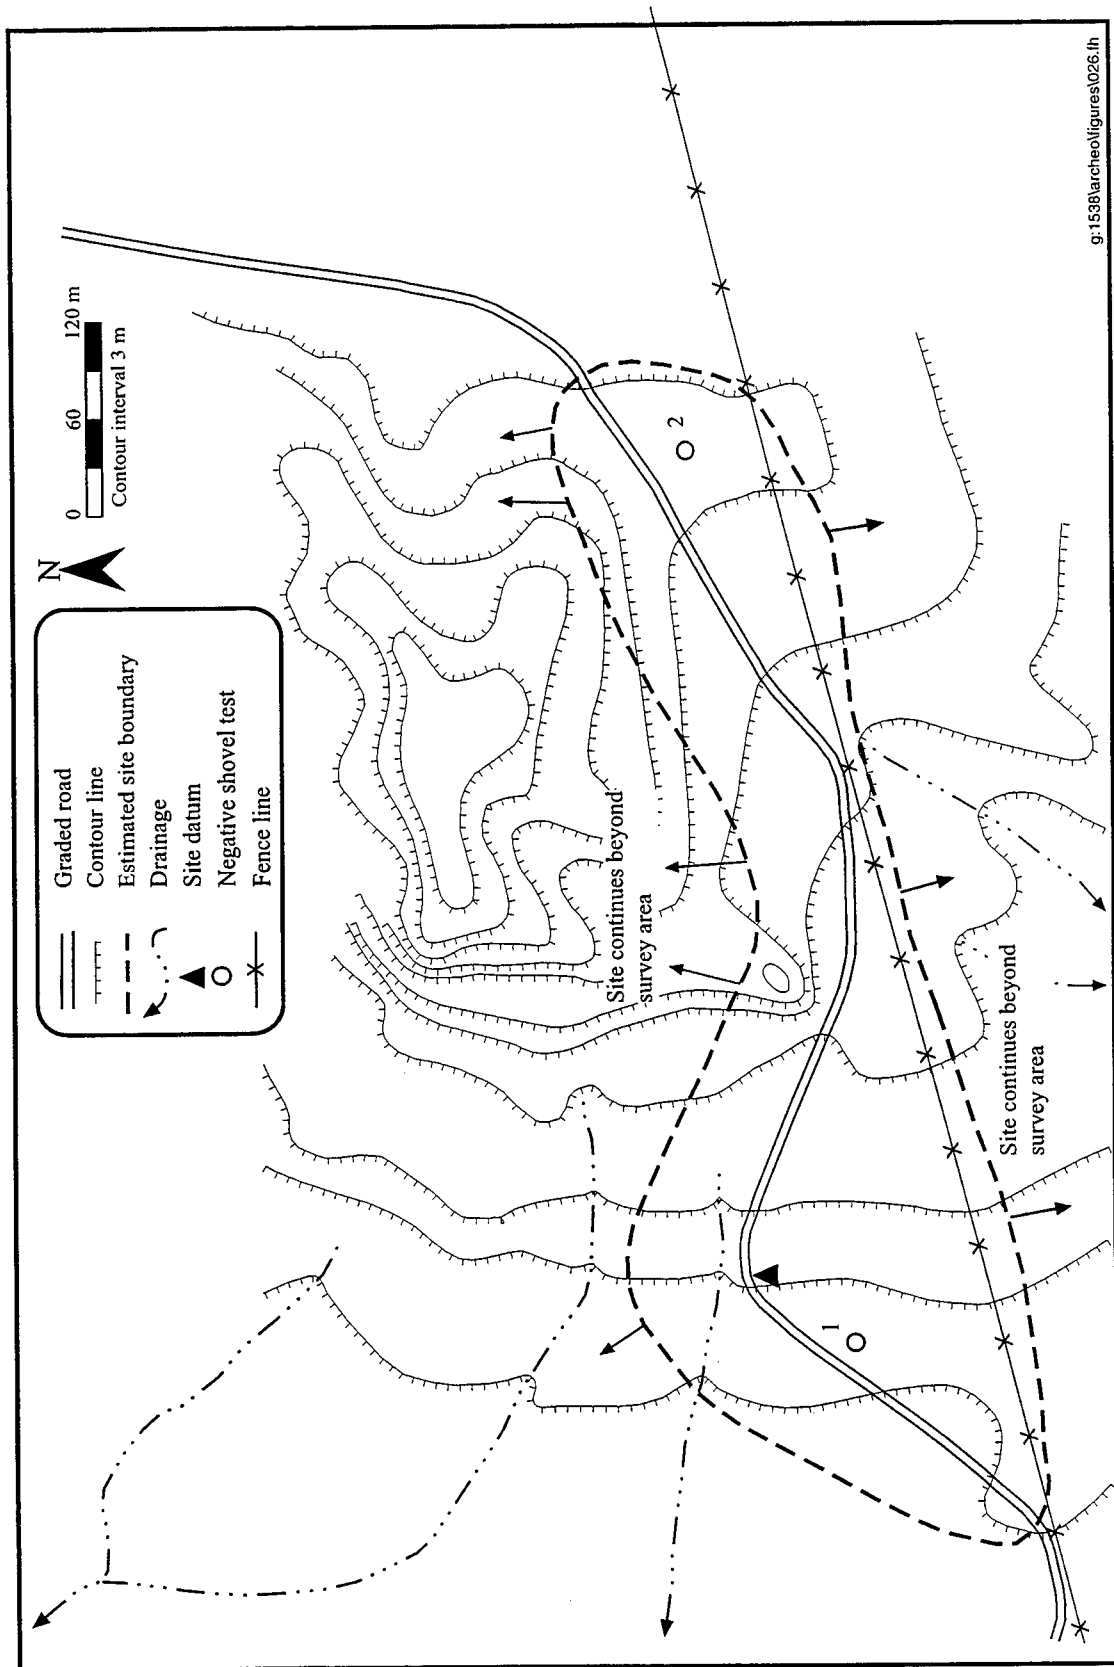 Graded road
Contour line
Estimated site boundary
Drainage
Site datum
Negative shovel test
Fence line
N
0 60 120 m
Contour interval 3 m
Site continues beyond
survey area
Site continues beyond
survey area
1
2
g:1538\archeo\figures\026.fh